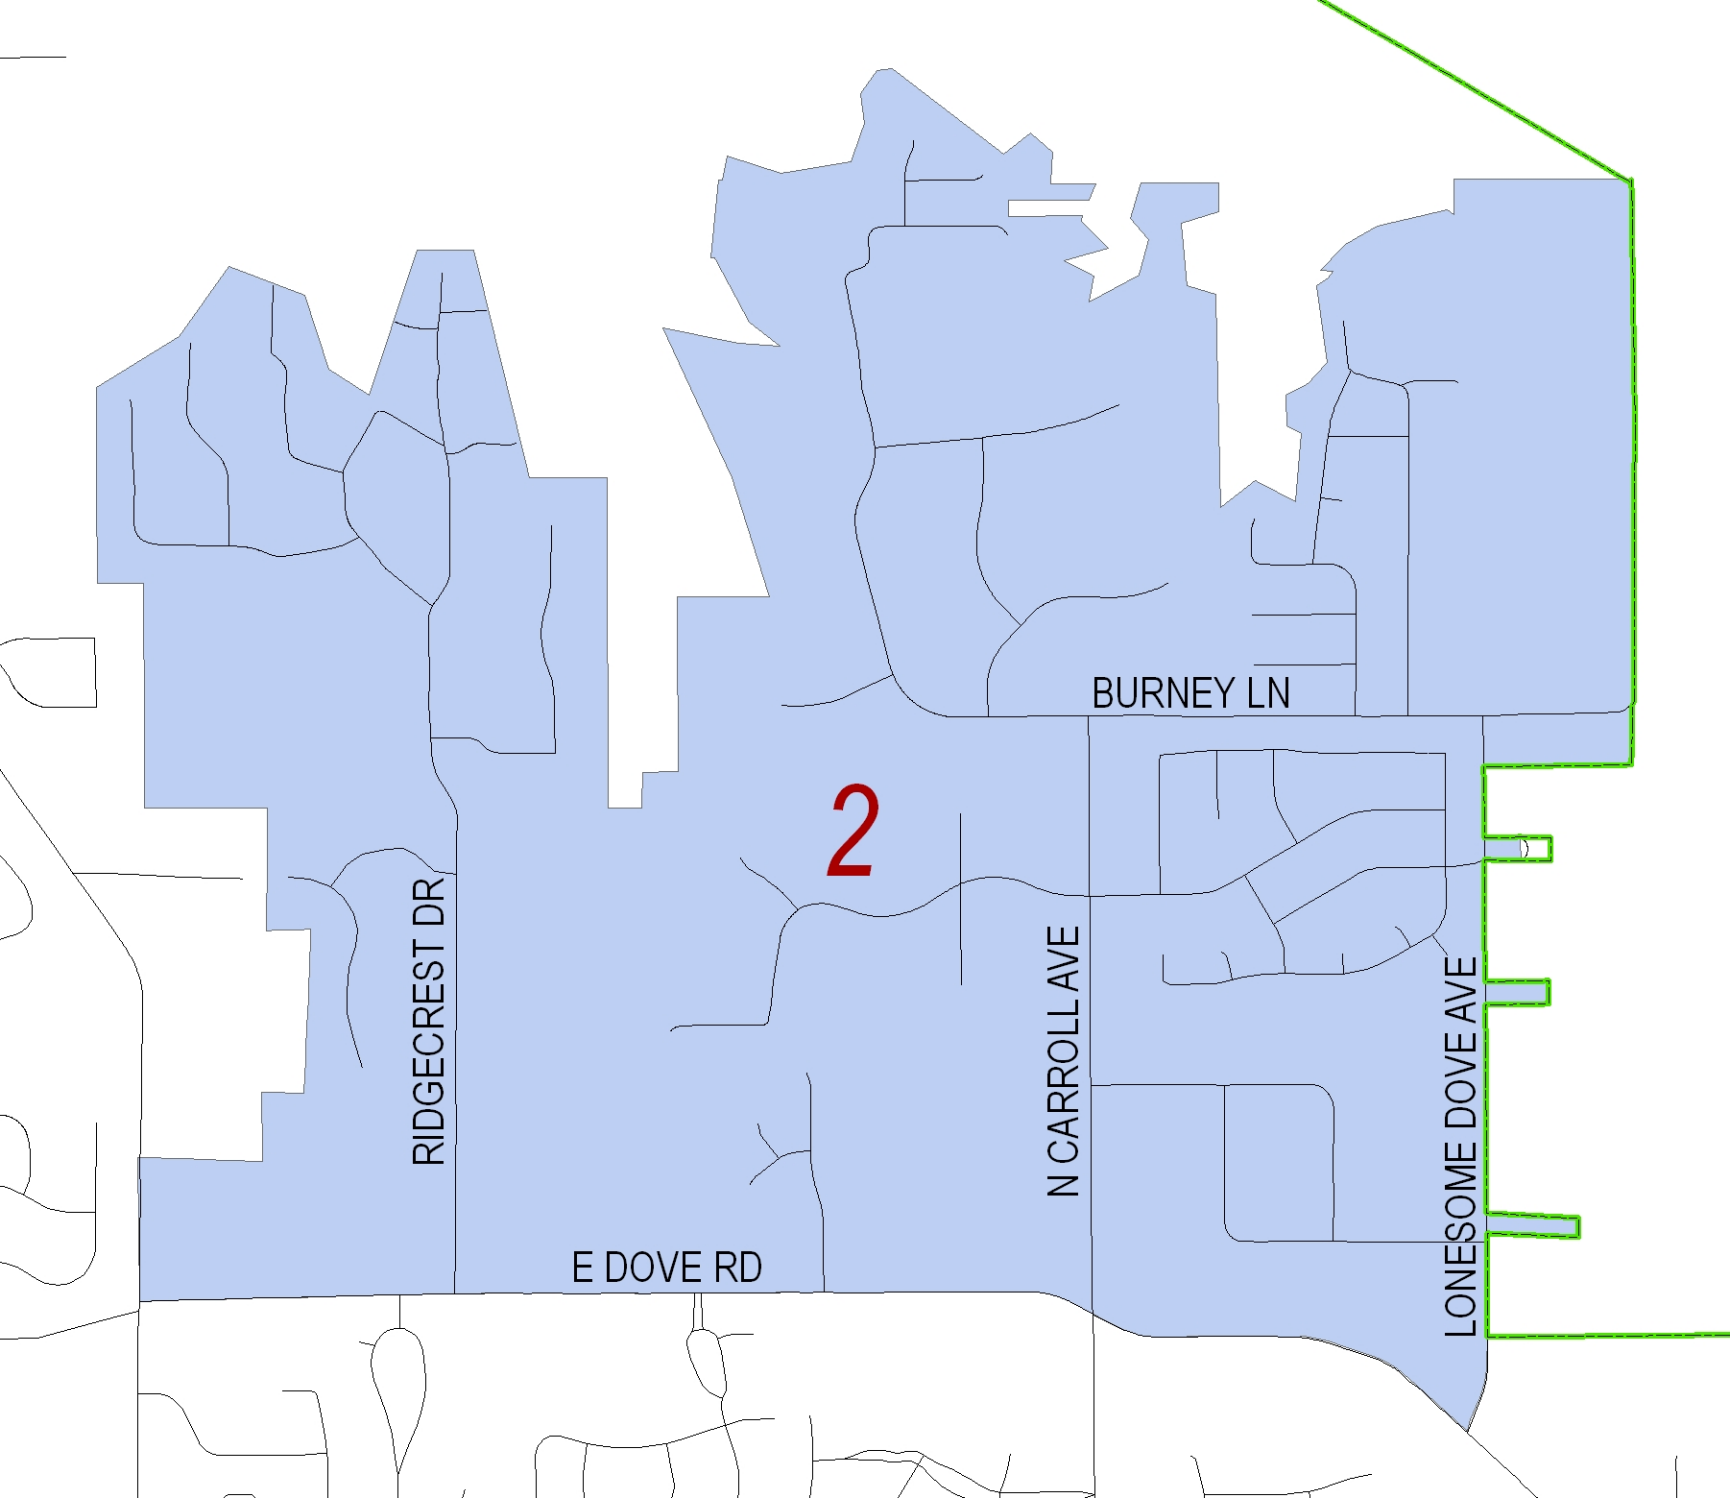 BURNEY LN
2
RIDGECREST DR
N CARROLL AVE
LONESOME DOVE AVE
E DOVE RD